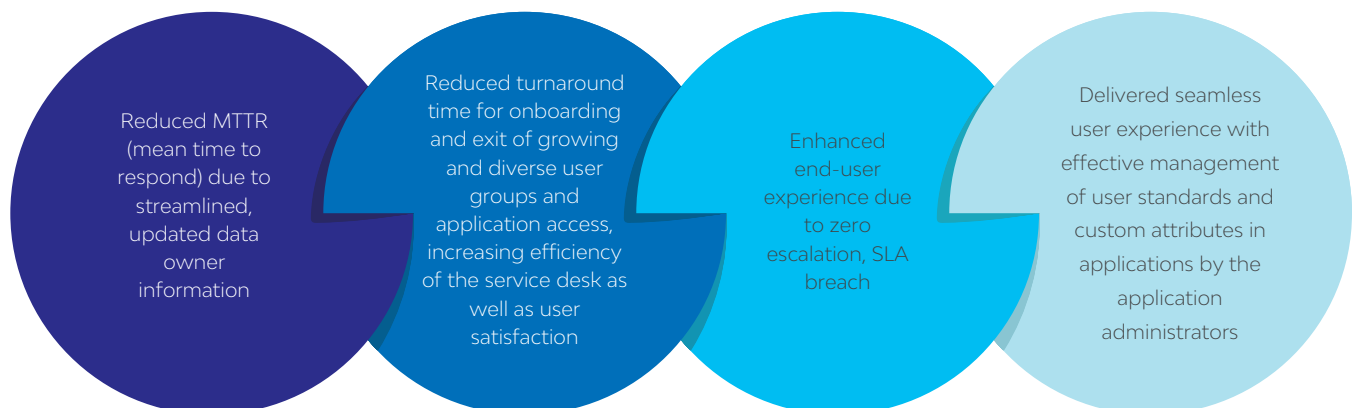 Reduced MTTR
(mean time to
respond) due to
streamlined,
updated data
owner
information
Reduced turnaround
time for onboarding
and exit of growing
and diverse user
groups and
application access,
increasing efficiency
of the service desk as
well as user
satisfaction
Enhanced
end-user
experience due
to zero
escalation, SLA
breach
Delivered seamless
user experience with
effective management
of user standards and
custom attributes in
applications by the
application
administrators